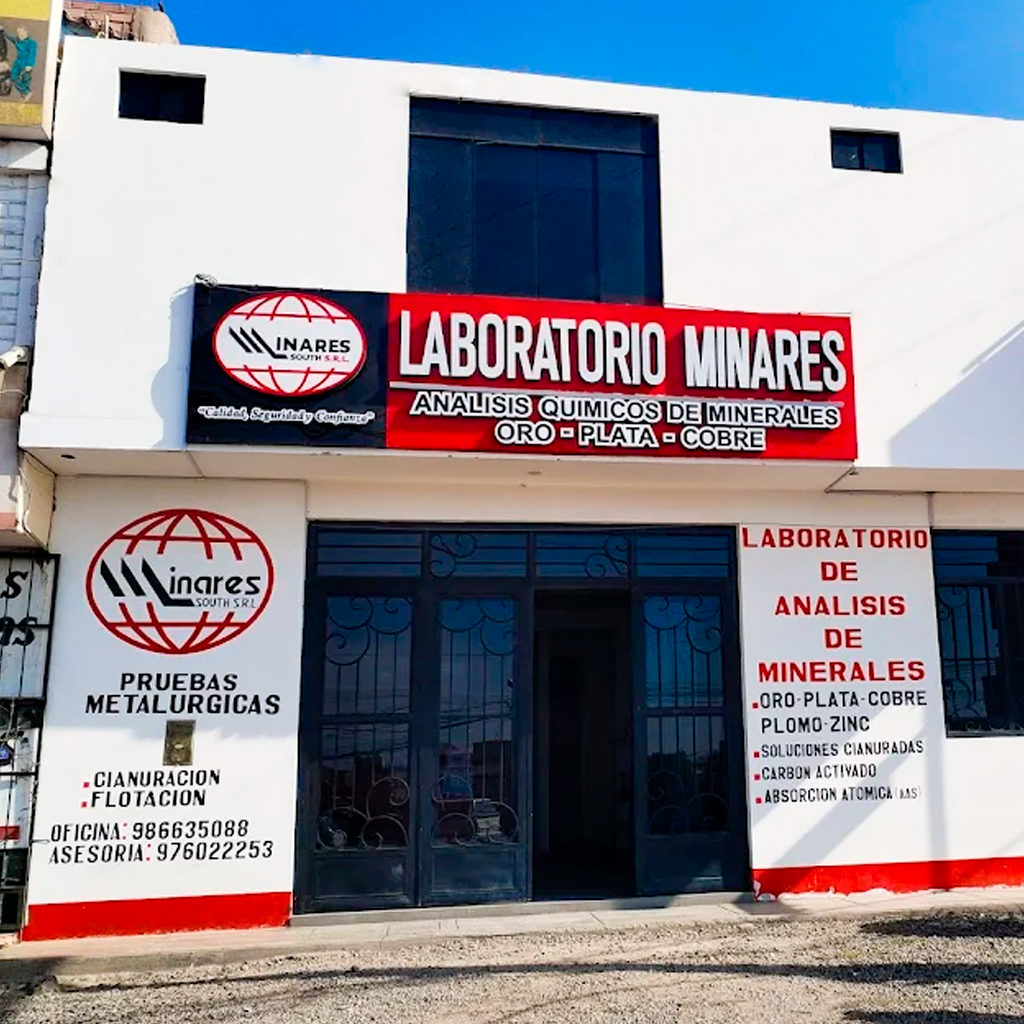 MINARES
SOUTH S.R.L.
"Calidad, Seguridad y Confianza"
LABORATORIO MINARES
ANALISIS QUIMICOS DE MINERALES
ORO - PLATA - COBRE
Minares
SOUTH S.R.L
PRUEBAS
METALURGICAS
CIANURACION
FLOTACION
OFICINA: 986635088
ASESORIA: 976022253
LABORATORIO
DE
ANALISIS
DE
MINERALES
ORO-PLATA-COBRE
PLOMO-ZINC
SOLUCIONES CIANURADAS
CARBON ACTIVADO
ABSORCION ATOMICA (AAS)